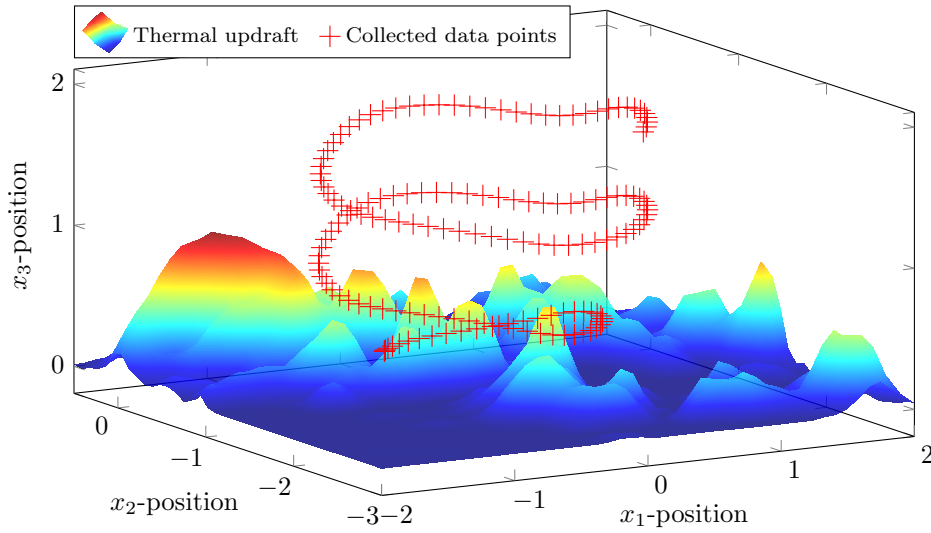 Thermal updraft
Collected data points
2
1
0
x₃-position
0
−1
−2
−3
x₂-position
−2
−1
0
1
2
x₁-position